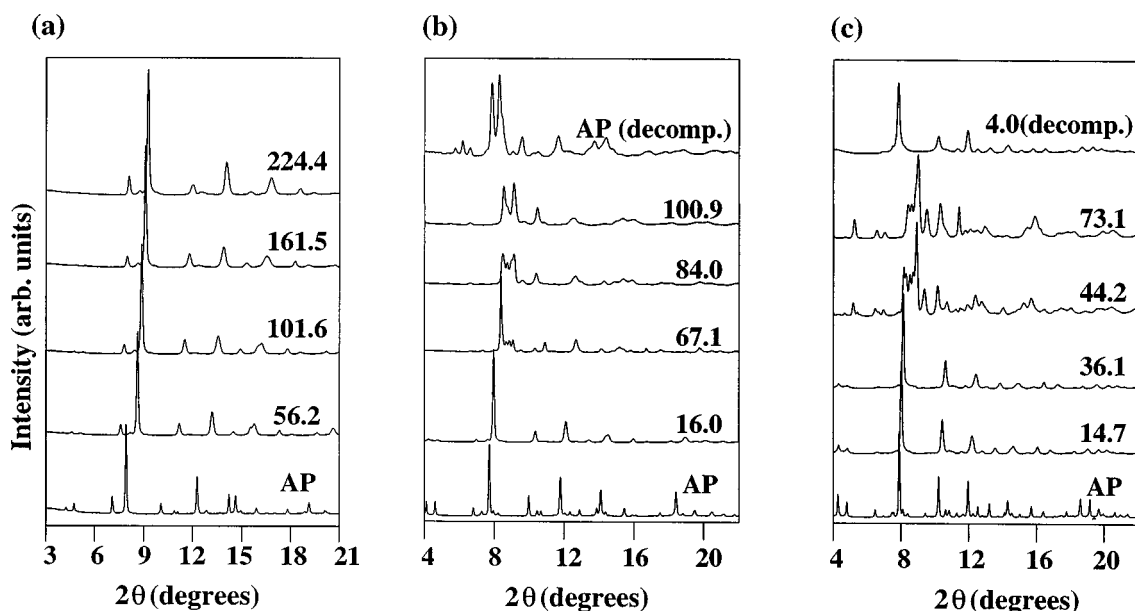 (a)
224.4
161.5
101.6
56.2
AP
Intensity (arb. units)
3 6 9 12 15 18 21
2θ (degrees)
(b)
AP (decomp.)
100.9
84.0
67.1
16.0
AP
4 8 12 16 20
2θ (degrees)
(c)
4.0(decomp.)
73.1
44.2
36.1
14.7
AP
4 8 12 16 20
2θ (degrees)